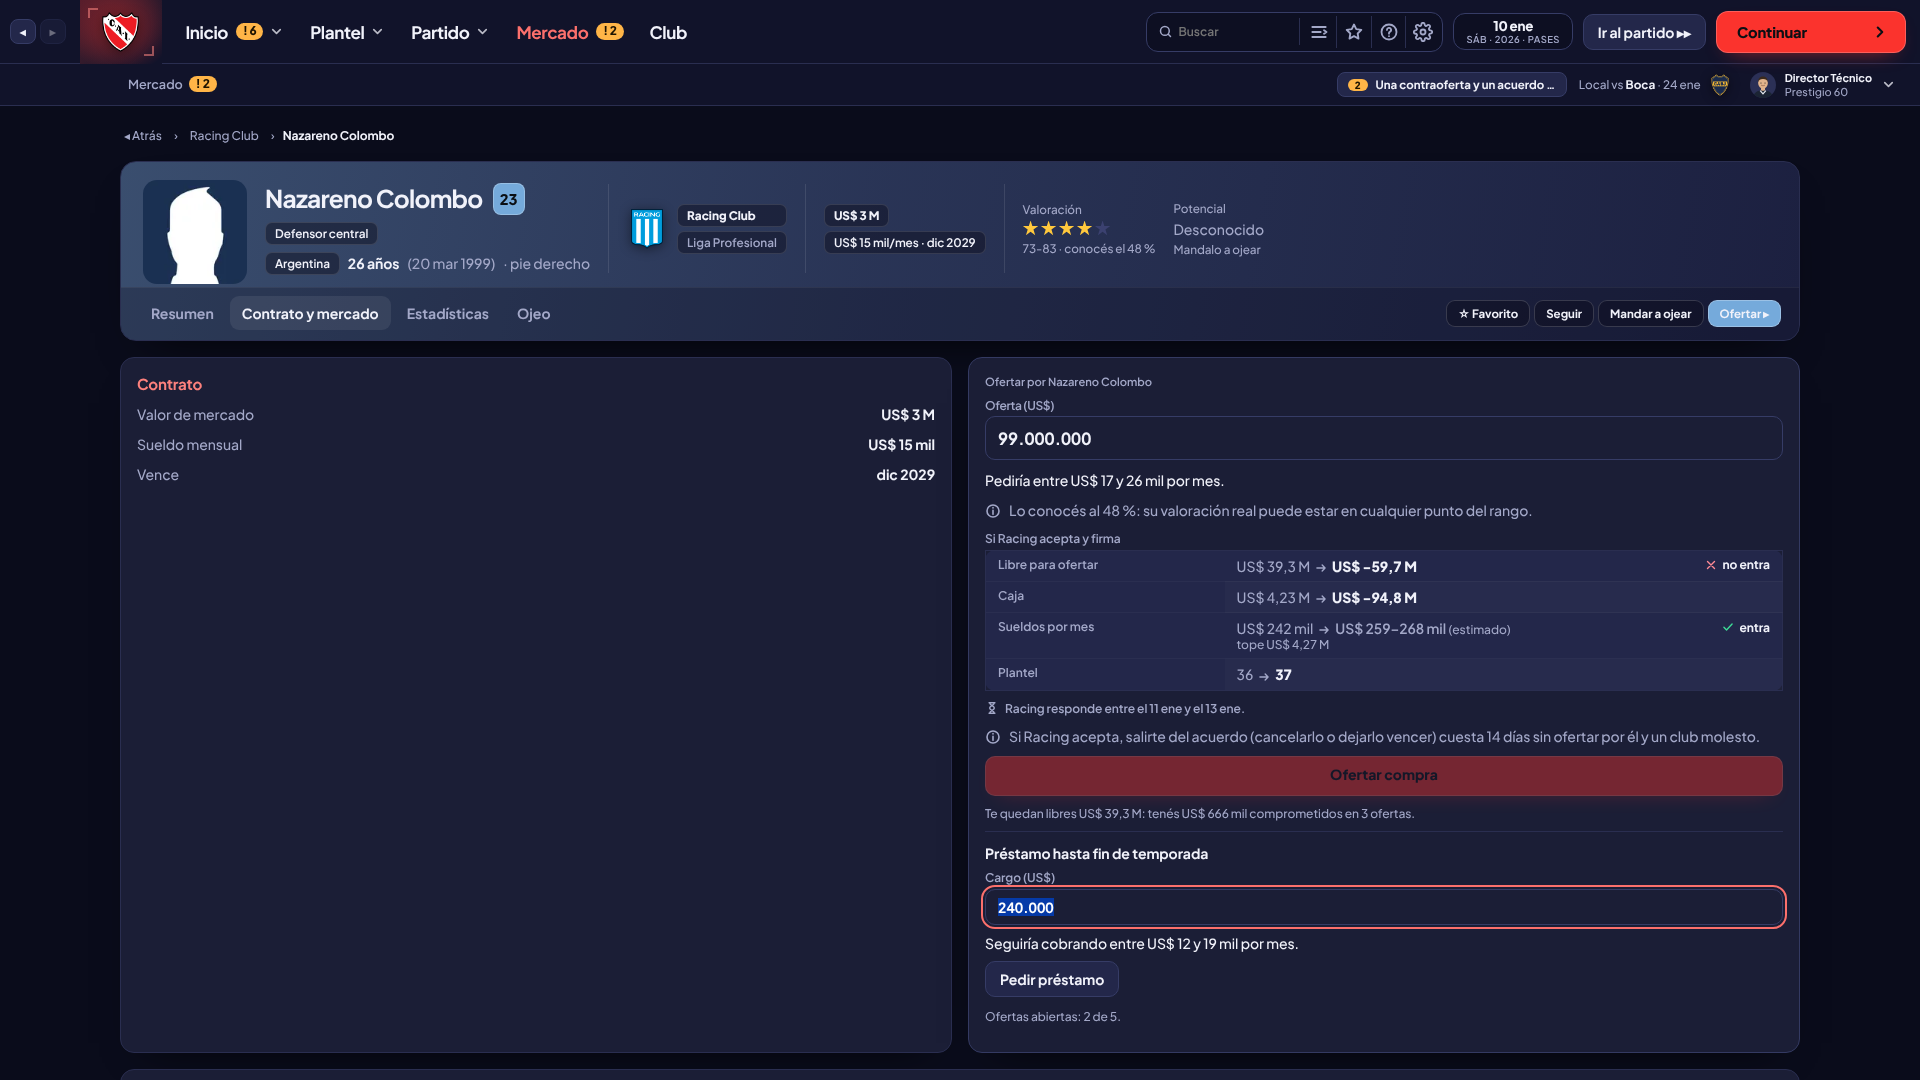 Inicio ! 6
Plantel
Partido
Mercado ! 2
Club
Buscar
10 ene
SÁB · 2026 · PASES
Ir al partido ▸▸
Continuar
Mercado ! 2
2 Una contraoferta y un acuerdo ...
Local vs Boca · 24 ene
Director Técnico
Prestigio 60
◂ Atrás › Racing Club › Nazareno Colombo
Nazareno Colombo 23
Defensor central
Argentina 26 años (20 mar 1999) · pie derecho
RACING
Racing Club
Liga Profesional
US$ 3 M
US$ 15 mil/mes · dic 2029
Valoración
73-83 · conocés el 48 %
Potencial
Desconocido
Mandalo a ojear
Resumen
Contrato y mercado
Estadísticas
Ojeo
☆ Favorito
Seguir
Mandar a ojear
Ofertar ▸
Contrato
Valor de mercado US$ 3 M
Sueldo mensual US$ 15 mil
Vence dic 2029
Ofertar por Nazareno Colombo
Oferta (US$)
99.000.000
Pediría entre US$ 17 y 26 mil por mes.
Lo conocés al 48 %: su valoración real puede estar en cualquier punto del rango.
Si Racing acepta y firma
Libre para ofertar US$ 39,3 M → US$ -59,7 M ✕ no entra
Caja US$ 4,23 M → US$ -94,8 M
Sueldos por mes US$ 242 mil → US$ 259–268 mil (estimado) ✓ entra
tope US$ 4,27 M
Plantel 36 → 37
Racing responde entre el 11 ene y el 13 ene.
Si Racing acepta, salirte del acuerdo (cancelarlo o dejarlo vencer) cuesta 14 días sin ofertar por él y un club molesto.
Ofertar compra
Te quedan libres US$ 39,3 M: tenés US$ 666 mil comprometidos en 3 ofertas.
Préstamo hasta fin de temporada
Cargo (US$)
240.000
Seguiría cobrando entre US$ 12 y 19 mil por mes.
Pedir préstamo
Ofertas abiertas: 2 de 5.